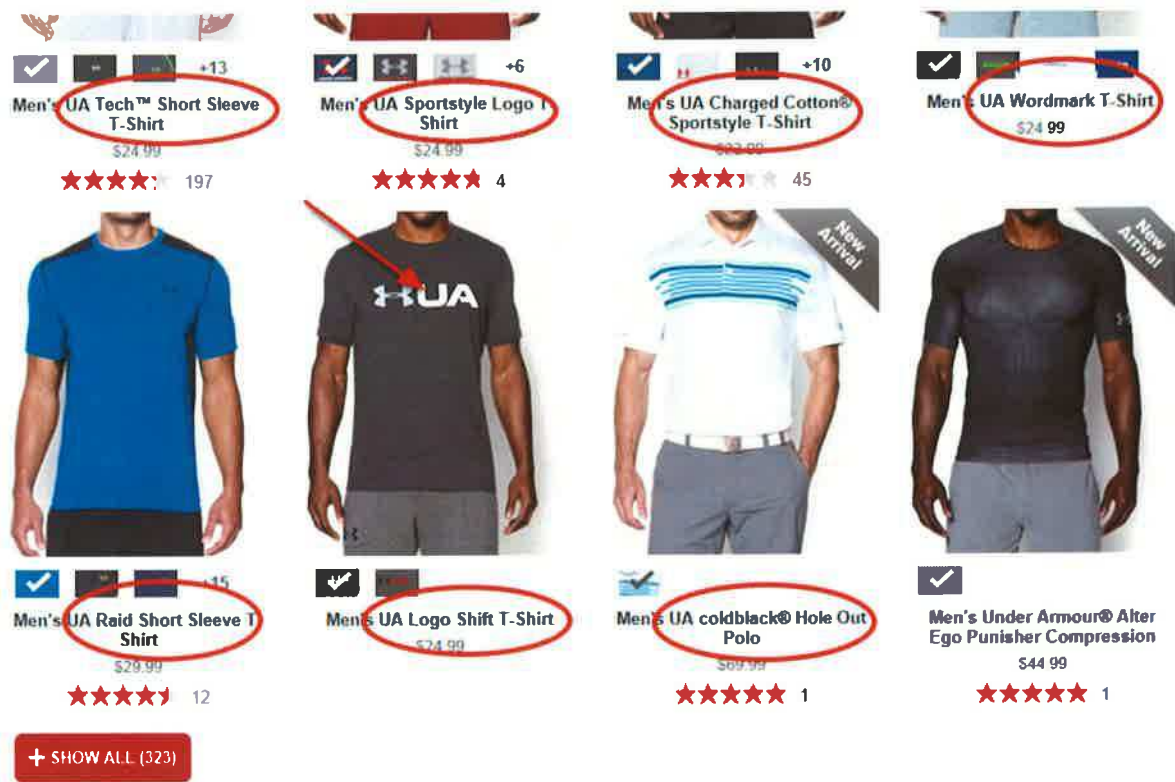 +13
+6
+10
Men's UA Tech™ Short Sleeve
T-Shirt
$24.99
197
Men's UA Sportstyle Logo T
Shirt
$24.99
4
Men's UA Charged Cotton®
Sportstyle T-Shirt
45
Men's UA Wordmark T-Shirt
$24 99
UA
New
Arrival
New
Arrival
+15
Men's UA Raid Short Sleeve T
Shirt
$29.99
12
Men's UA Logo Shift T-Shirt
$24.99
Men's UA coldblack® Hole Out
Polo
$69.99
1
Men's Under Armour® Alter
Ego Punisher Compression
$44 99
1
+ SHOW ALL (323)